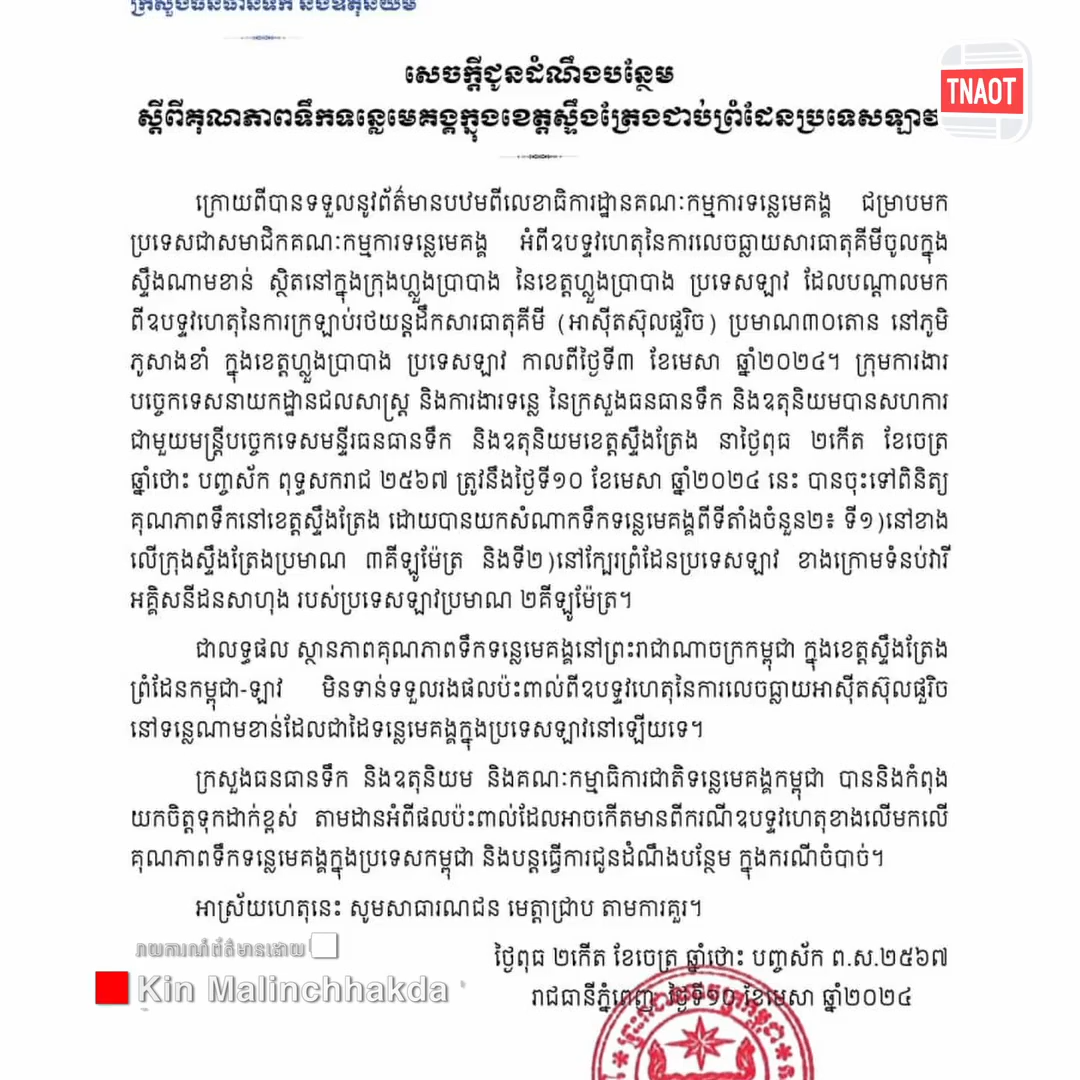 ក្រសួងធនធានទឹក និងឧតុនិយម
TNAOT
សេចក្តីជូនដំណឹងបន្ថែម
ស្តីពីគុណភាពទឹកទន្លេមេគង្គក្នុងខេត្តស្ទឹងត្រែងជាប់ព្រំដែនប្រទេសឡាវ
ក្រោយពីបានទទួលនូវព័ត៌មានបឋមពីលេខាធិការដ្ឋានគណៈកម្មការទន្លេមេគង្គ ជម្រាបមក
ប្រទេសជាសមាជិកគណៈកម្មការទន្លេមេគង្គ អំពីឧបទ្ទវហេតុនៃការលេចធ្លាយសារធាតុគីមីចូលក្នុង
ស្ទឹងណាមខាន់ ស្ថិតនៅក្នុងក្រុងហ្លួងប្រាបាង នៃខេត្តហ្លួងប្រាបាង ប្រទេសឡាវ ដែលបណ្តាលមក
ពីឧបទ្ទវហេតុនៃការក្រឡាប់រថយន្តដឹកសារធាតុគីមី (អាស៊ីតស៊ុលផួរិច) ប្រមាណ៣០តោន នៅភូមិ
ភូសាងខាំ ក្នុងខេត្តហ្លួងប្រាបាង ប្រទេសឡាវ កាលពីថ្ងៃទី៣ ខែមេសា ឆ្នាំ២០២៤។ ក្រុមការងារ
បច្ចេកទេសនាយកដ្ឋានជលសាស្ត្រ និងការងារទន្លេ នៃក្រសួងធនធានទឹក និងឧតុនិយមបានសហការ
ជាមួយមន្ត្រីបច្ចេកទេសមន្ទីរធនធានទឹក និងឧតុនិយមខេត្តស្ទឹងត្រែង នាថ្ងៃពុធ ២កើត ខែចេត្រ
ឆ្នាំថោះ បញ្ចស័ក ពុទ្ធសករាជ ២៥៦៧ ត្រូវនឹងថ្ងៃទី១០ ខែមេសា ឆ្នាំ២០២៤ នេះ បានចុះទៅពិនិត្យ
គុណភាពទឹកនៅខេត្តស្ទឹងត្រែង ដោយបានយកសំណាកទឹកទន្លេមេគង្គពីទីតាំងចំនួន២៖ ទី១)នៅខាង
លើក្រុងស្ទឹងត្រែងប្រមាណ ៣គីឡូម៉ែត្រ និងទី២)នៅក្បែរព្រំដែនប្រទេសឡាវ ខាងក្រោមទំនប់វារី
អគ្គិសនីដនសាហុង របស់ប្រទេសឡាវប្រមាណ ២គីឡូម៉ែត្រ។
ជាលទ្ធផល ស្ថានភាពគុណភាពទឹកទន្លេមេគង្គនៅព្រះរាជាណាចក្រកម្ពុជា ក្នុងខេត្តស្ទឹងត្រែង
ព្រំដែនកម្ពុជា-ឡាវ មិនទាន់ទទួលរងផលប៉ះពាល់ពីឧបទ្ទវហេតុនៃការលេចធ្លាយអាស៊ីតស៊ុលផួរិច
នៅទន្លេណាមខាន់ដែលជាដៃទន្លេមេគង្គក្នុងប្រទេសឡាវនៅឡើយទេ។
ក្រសួងធនធានទឹក និងឧតុនិយម និងគណៈកម្មាធិការជាតិទន្លេមេគង្គកម្ពុជា បាននិងកំពុង
យកចិត្តទុកដាក់ខ្ពស់ តាមដានអំពីផលប៉ះពាល់ដែលអាចកើតមានពីករណីឧបទ្ទវហេតុខាងលើមកលើ
គុណភាពទឹកទន្លេមេគង្គក្នុងប្រទេសកម្ពុជា និងបន្តធ្វើការជូនដំណឹងបន្ថែម ក្នុងករណីចំបាច់។
អាស្រ័យហេតុនេះ សូមសាធារណជន មេត្តាជ្រាប តាមការគួរ។
រាយការណ៍ព័ត៌មានដោយ
Kin Malinchhakda
ថ្ងៃពុធ ២កើត ខែចេត្រ ឆ្នាំថោះ បញ្ចស័ក ព.ស.២៥៦៧
រាជធានីភ្នំពេញ ថ្ងៃទី១០ ខែមេសា ឆ្នាំ២០២៤